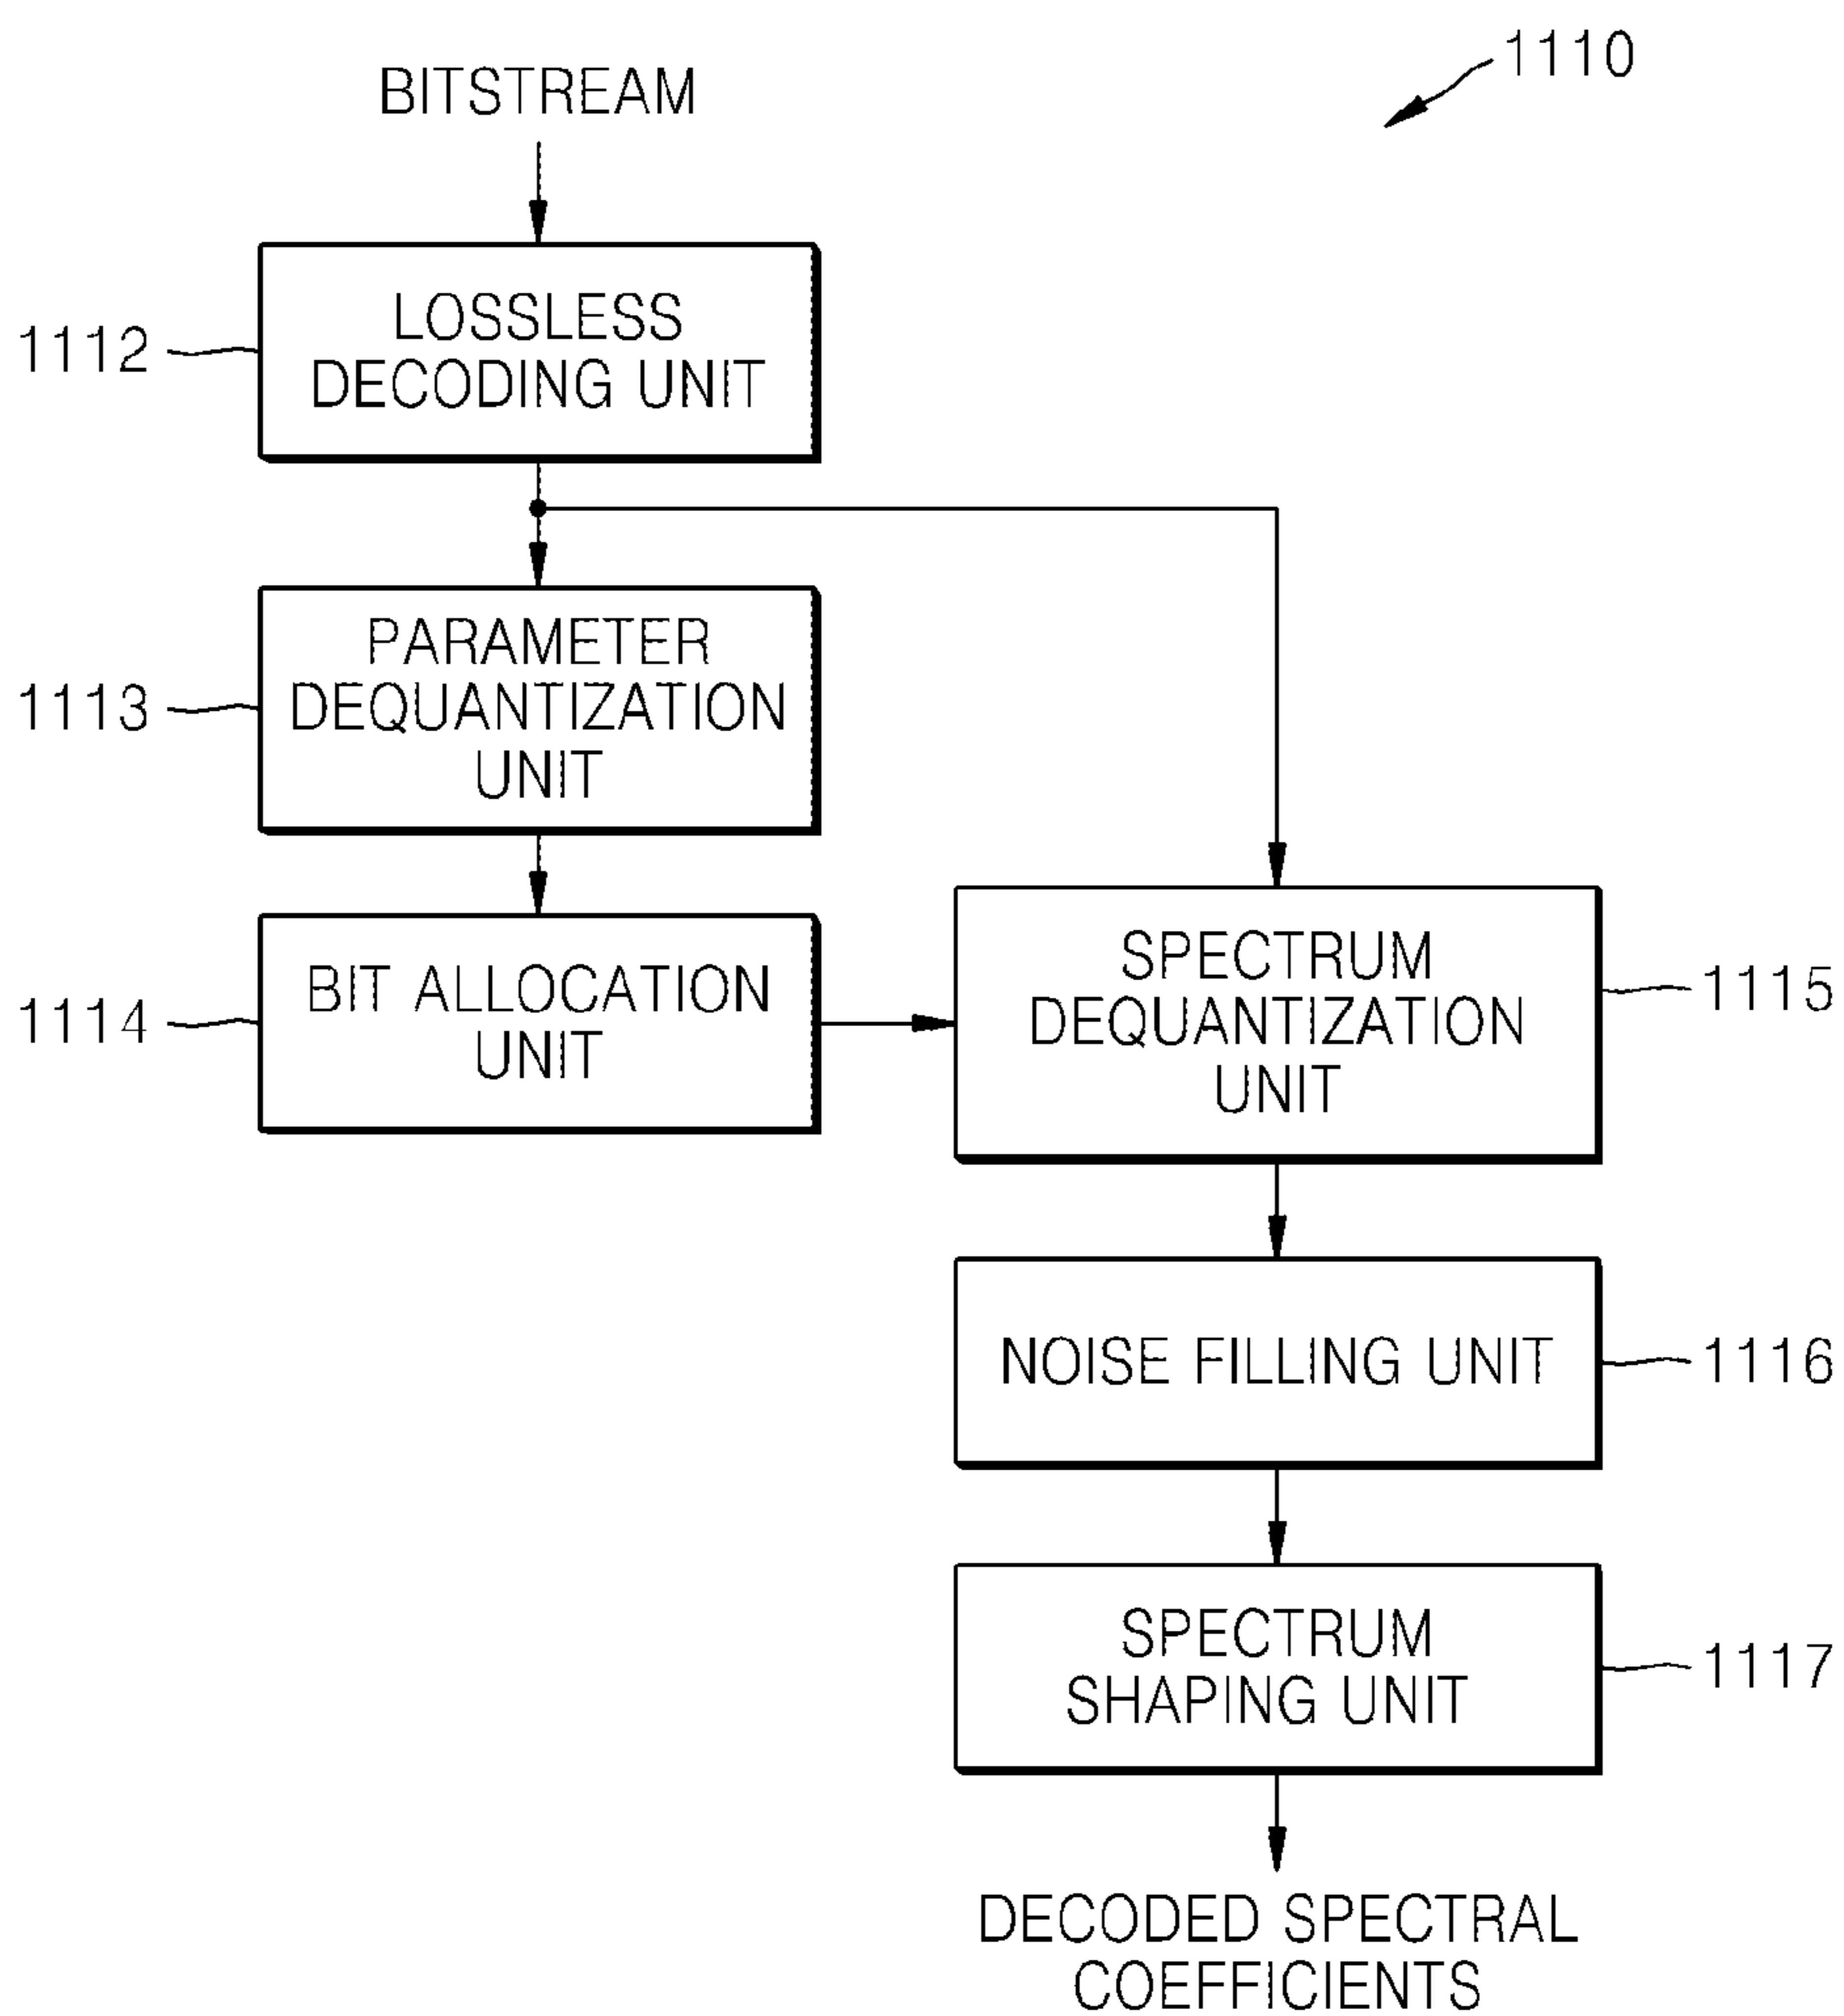 1110
BITSTREAM
1112
LOSSLESS
DECODING UNIT
1113
PARAMETER
DEQUANTIZATION
UNIT
1114
BIT ALLOCATION
UNIT
SPECTRUM
DEQUANTIZATION
UNIT
1115
NOISE FILLING UNIT
1116
SPECTRUM
SHAPING UNIT
1117
DECODED SPECTRAL
COEFFICIENTS